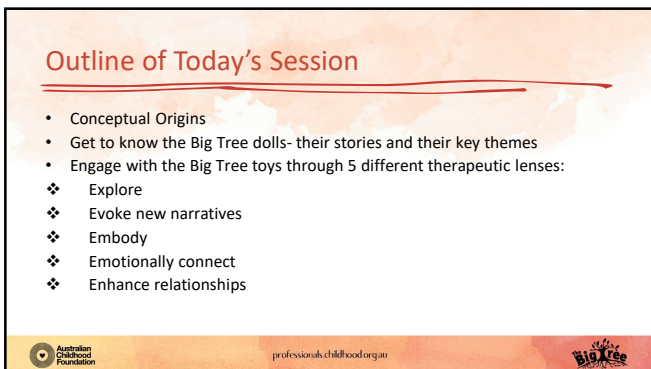 Outline of Today's Session
• Conceptual Origins
• Get to know the Big Tree dolls- their stories and their key themes
• Engage with the Big Tree toys through 5 different therapeutic lenses:
❖ Explore
❖ Evoke new narratives
❖ Embody
❖ Emotionally connect
❖ Enhance relationships
Australian
Childhood
Foundation
professionals.childhood.org.au
The
Big Tree